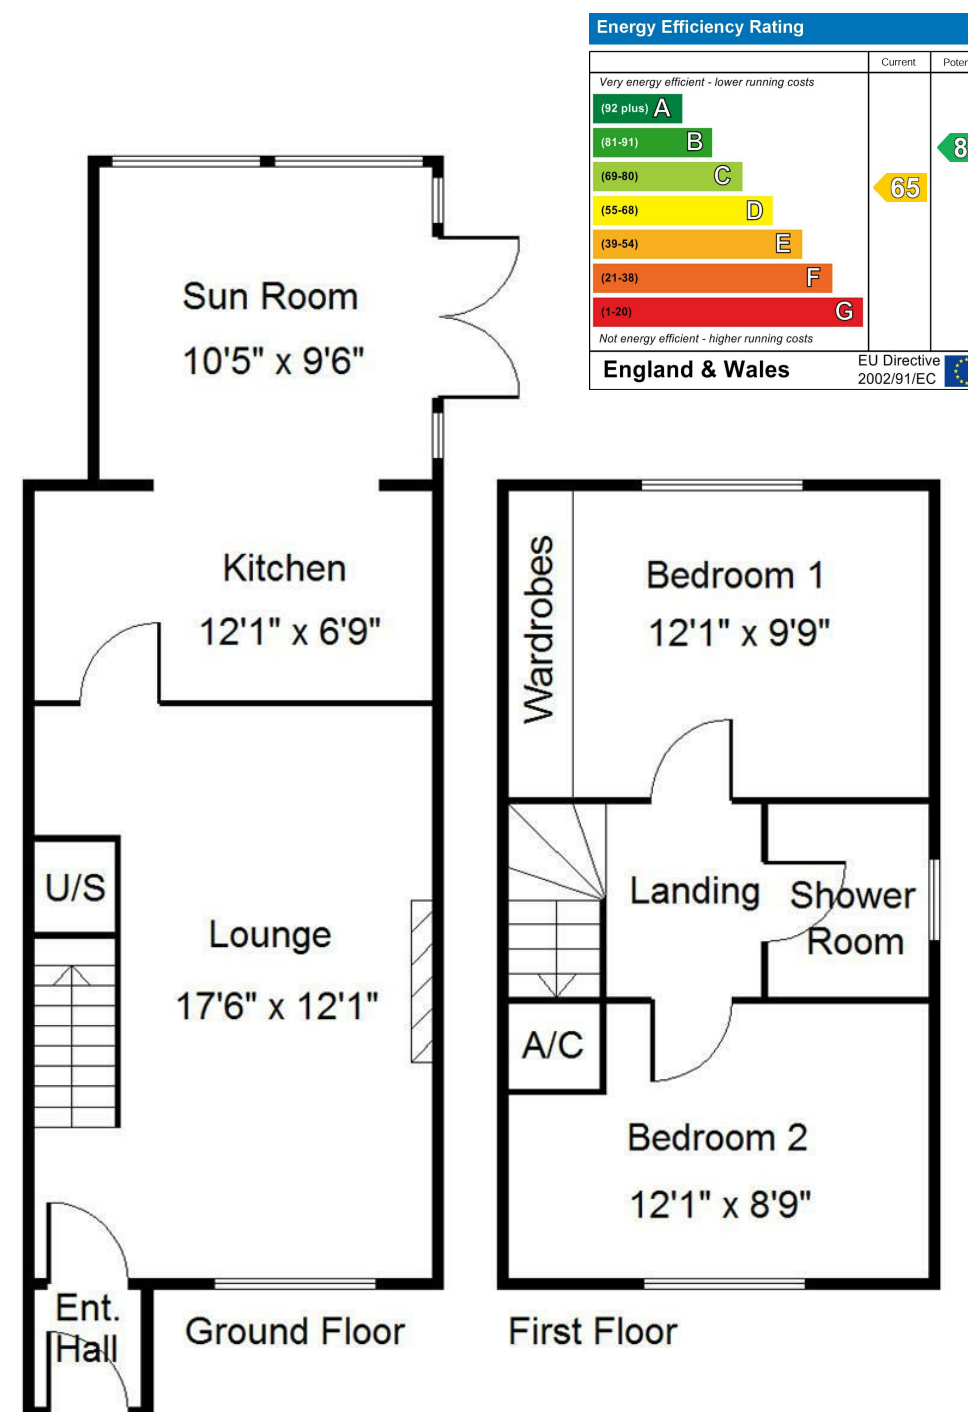 Energy Efficiency Rating
Current
Very energy efficient - lower running costs
(92 plus) A
(81-91) B
(69-80) C
(55-68) D
(39-54) E
(21-38) F
(1-20) G
65
Not energy efficient - higher running costs
England & Wales
EU Directive
2002/91/EC
Sun Room
10'5" x 9'6"
Kitchen
12'1" x 6'9"
U/S
Lounge
17'6" x 12'1"
Ent.
Hall
Ground Floor
Wardrobes
Bedroom 1
12'1" x 9'9"
Landing
Shower
Room
A/C
Bedroom 2
12'1" x 8'9"
First Floor